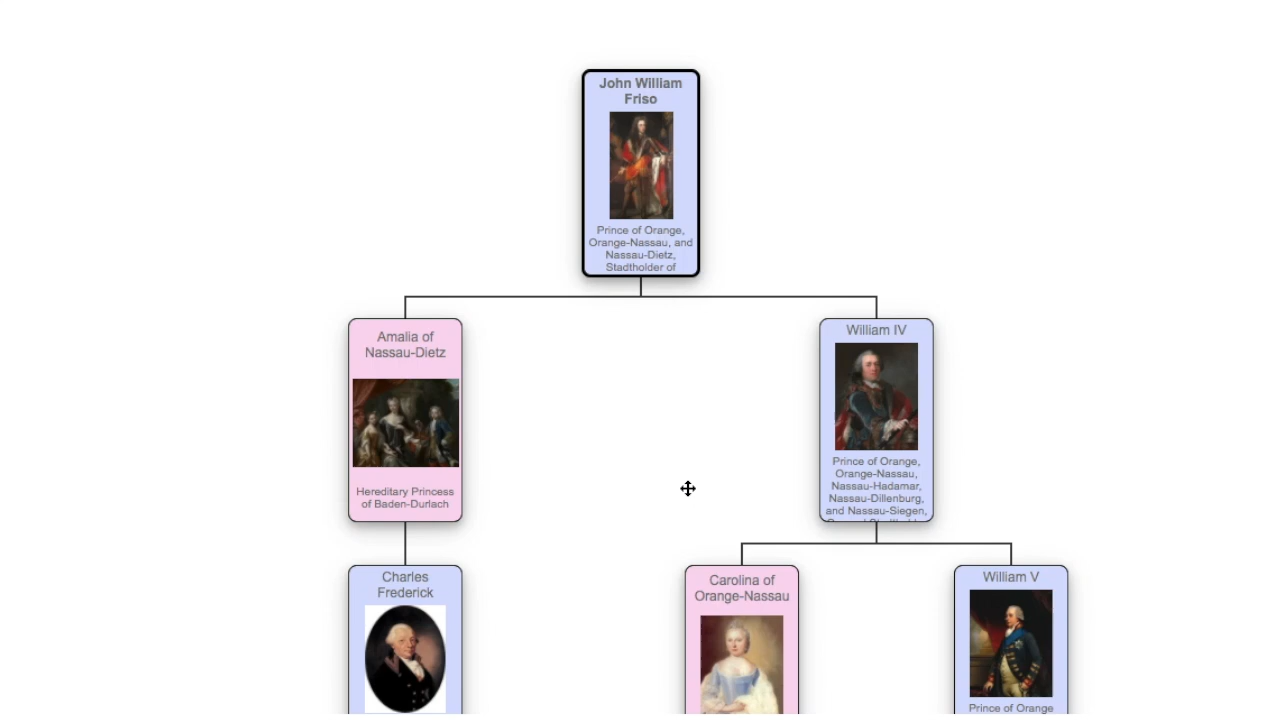 John William
Friso
Prince of Orange,
Orange-Nassau, and
Nassau-Dietz,
Stadtholder of
Amalia of
Nassau-Dietz
Hereditary Princess
of Baden-Durlach
William IV
Prince of Orange,
Orange-Nassau,
Nassau-Hadamar,
Nassau-Dillenburg,
and Nassau-Siegen,
Charles
Frederick
Carolina of
Orange-Nassau
William V
Prince of Orange